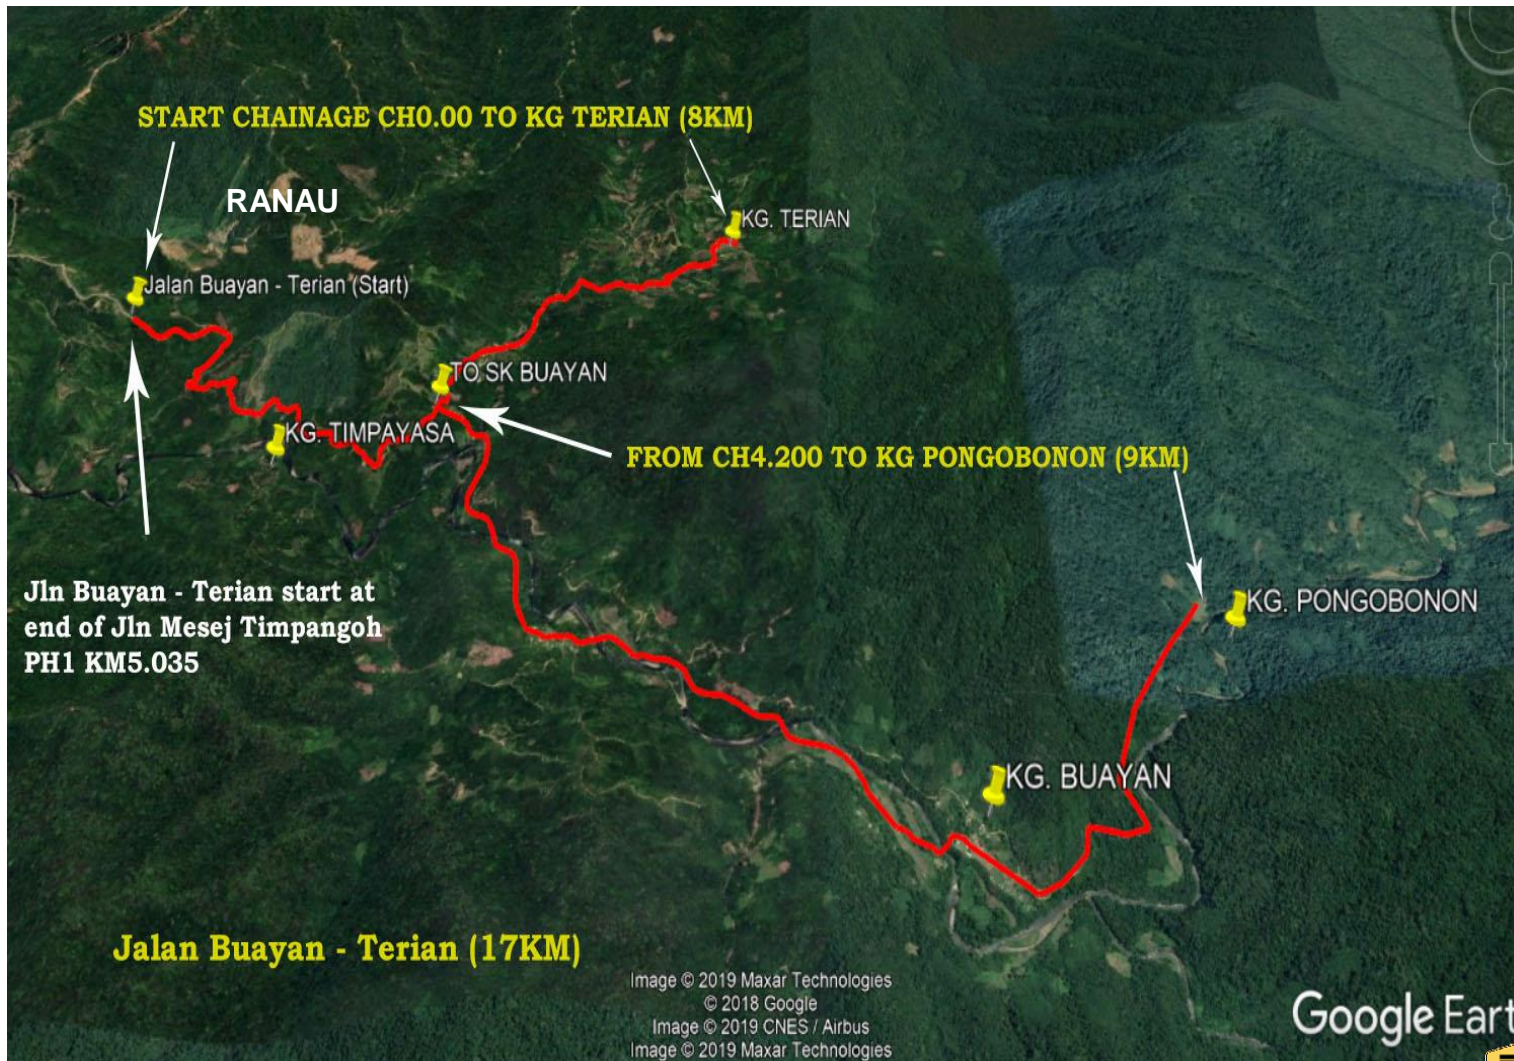 START CHAINAGE CH0.00 TO KG TERIAN (8KM)
RANAU
KG. TERIAN
Jalan Buayan - Terian (Start)
TO SK BUAYAN
KG. TIMPAYASA
FROM CH4.200 TO KG PONGOBONON (9KM)
Jln Buayan - Terian start at
end of Jln Mesej Timpangoh
PH1 KM5.035
KG. PONGOBONON
KG. BUAYAN
Jalan Buayan - Terian (17KM)
Image © 2019 Maxar Technologies
© 2018 Google
Image © 2019 CNES / Airbus
Image © 2019 Maxar Technologies
Google Eart